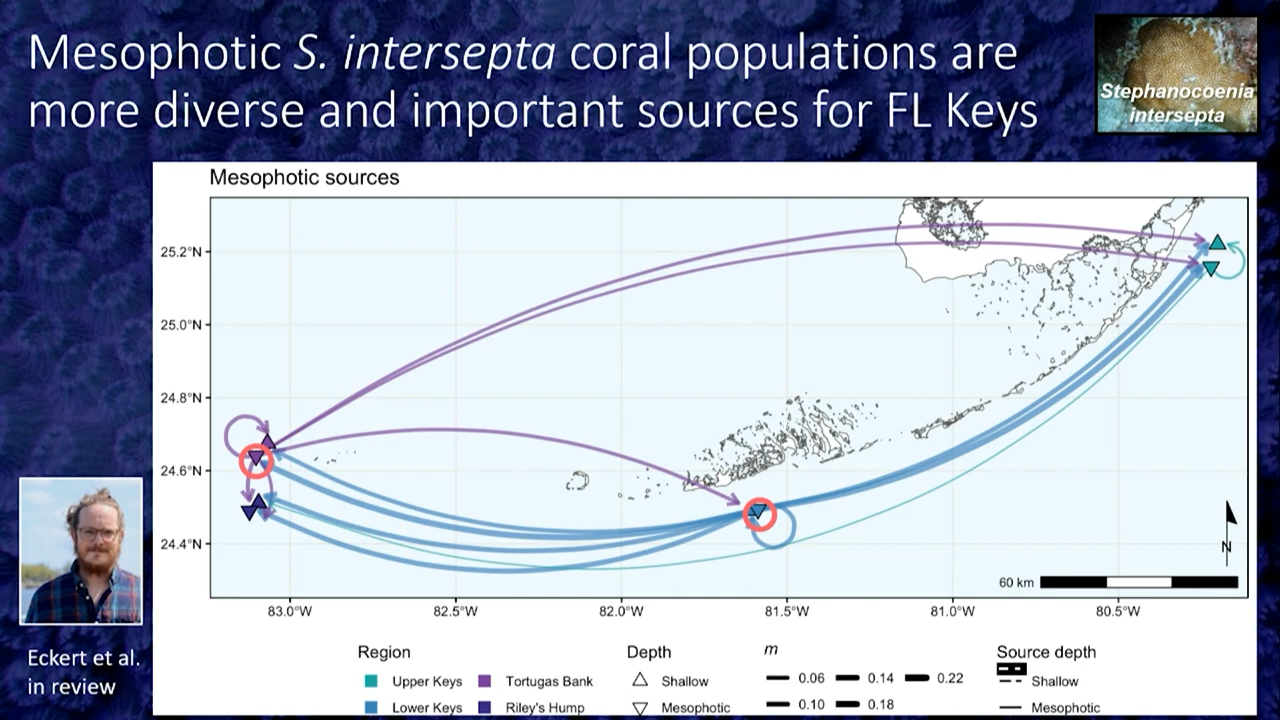 Mesophotic S. intersepta coral populations are
more diverse and important sources for FL Keys
Stephanocoenia
intersepta
Mesophotic sources
25.2°N
25.0°N
24.8°N
24.6°N
24.4°N
83.0°W
82.5°W
82.0°W
81.5°W
81.0°W
80.5°W
N
60 km
Eckert et al.
in review
Region
Upper Keys
Tortugas Bank
Lower Keys
Riley's Hump
Depth
Shallow
Mesophotic
m
0.06
0.14
0.22
0.10
0.18
Source depth
Shallow
Mesophotic